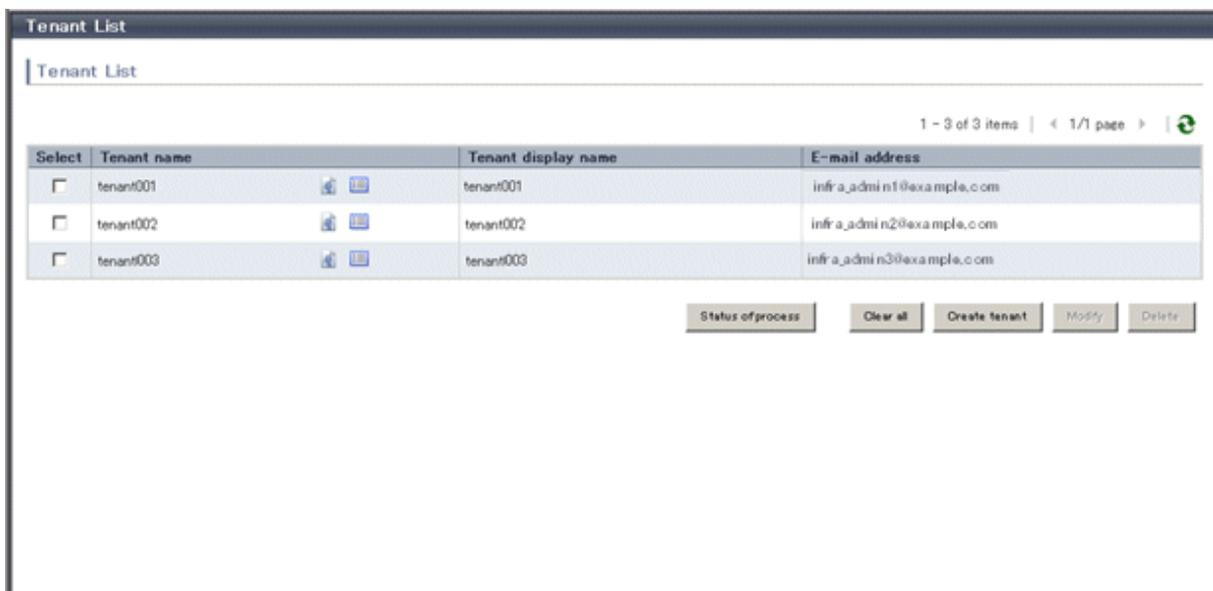 Tenant List
Tenant List
1 - 3 of 3 items | 1/1 page |
Select Tenant name Tenant display name E-mail address
tenant001 tenant001 infra_admin1@example.com
tenant002 tenant002 infra_admin2@example.com
tenant003 tenant003 infra_admin3@example.com
Status of process Clear all Create tenant Modify Delete